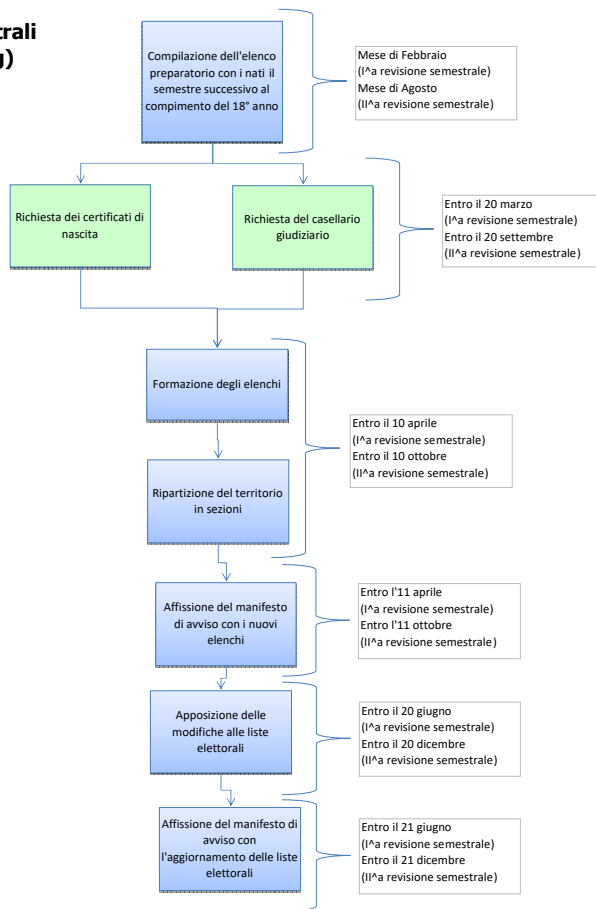 trali
g)
Compilazione dell'elenco
preparatorio con i nati il
semestre successivo al
compimento del 18° anno
Mese di Febbraio
(I^a revisione semestrale)
Mese di Agosto
(II^a revisione semestrale)
Richiesta dei certificati di
nascita
Richiesta del casellario
giudiziario
Entro il 20 marzo
(I^a revisione semestrale)
Entro il 20 settembre
(II^a revisione semestrale)
Formazione degli elenchi
Ripartizione del territorio
in sezioni
Entro il 10 aprile
(I^a revisione semestrale)
Entro il 10 ottobre
(II^a revisione semestrale)
Affissione del manifesto
di avviso con i nuovi
elenchi
Entro l'11 aprile
(I^a revisione semestrale)
Entro l'11 ottobre
(II^a revisione semestrale)
Apposizione delle
modifiche alle liste
elettorali
Entro il 20 giugno
(I^a revisione semestrale)
Entro il 20 dicembre
(II^a revisione semestrale)
Affissione del manifesto di
avviso con
l'aggiornamento delle liste
elettorali
Entro il 21 giugno
(I^a revisione semestrale)
Entro il 21 dicembre
(II^a revisione semestrale)